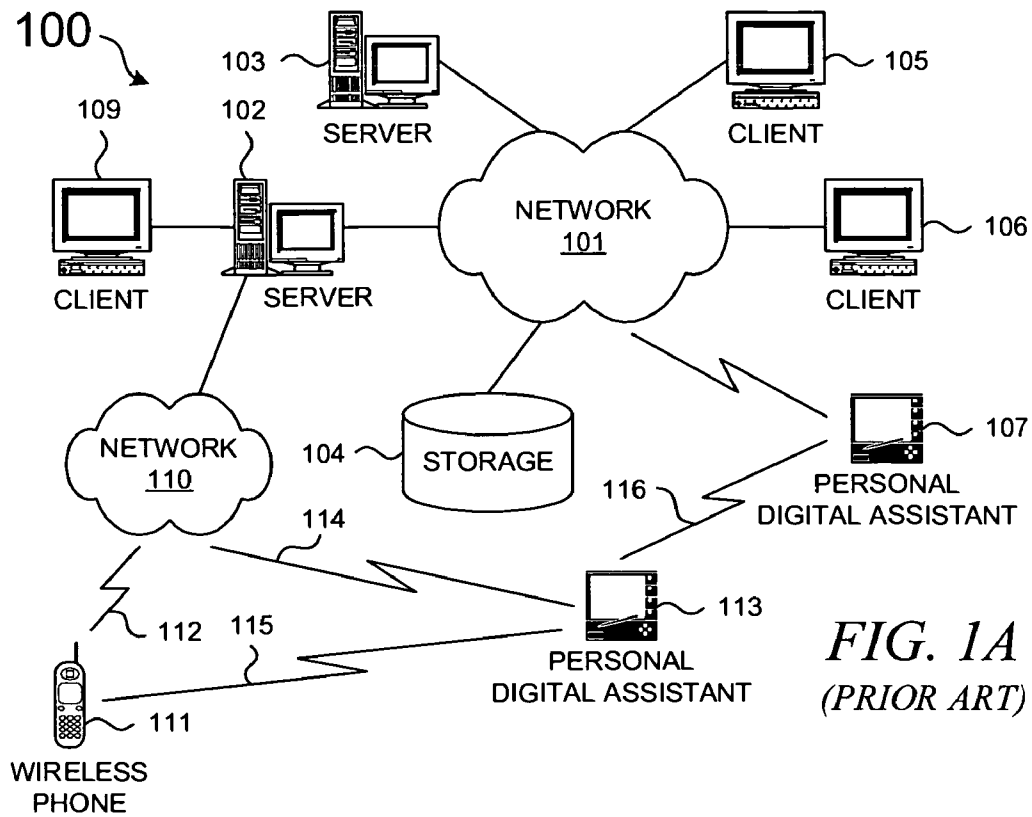 100
103
SERVER
105
CLIENT
109
CLIENT
102
SERVER
NETWORK
101
106
CLIENT
NETWORK
110
104
STORAGE
107
PERSONAL
DIGITAL ASSISTANT
116
114
112
115
113
PERSONAL
DIGITAL ASSISTANT
111
WIRELESS
PHONE
FIG. 1A
(PRIOR ART)